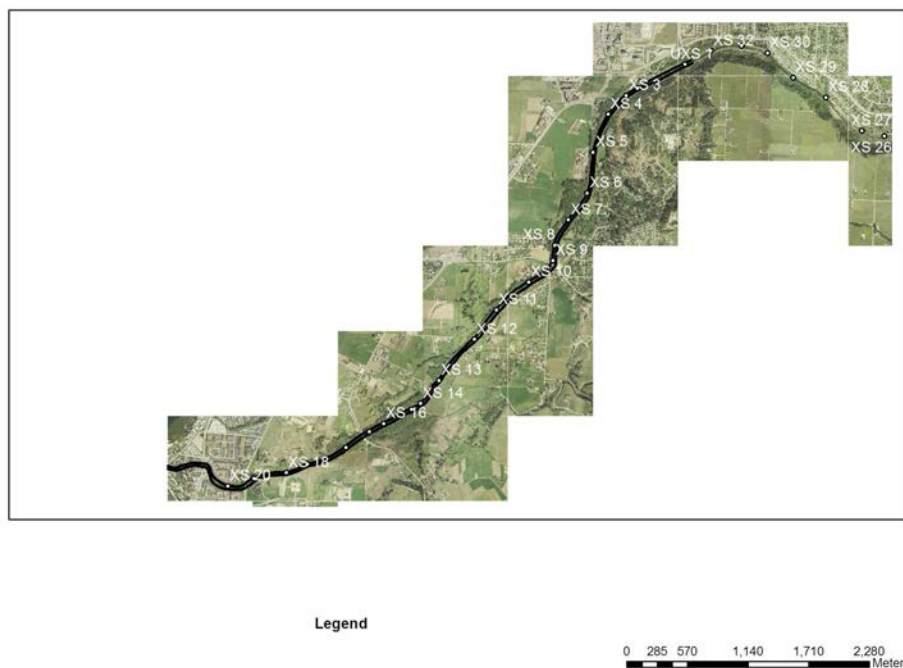 XS 32
XS 30
UXS 1
XS 29
XS 3
XS 28
XS 4
XS 27
XS 5
XS 26
XS 6
XS 7
XS 8
XS 9
XS 10
XS 11
XS 12
XS 13
XS 14
XS 16
XS 18
XS 20
Legend
0 285 570 1,140 1,710 2,280
Meter